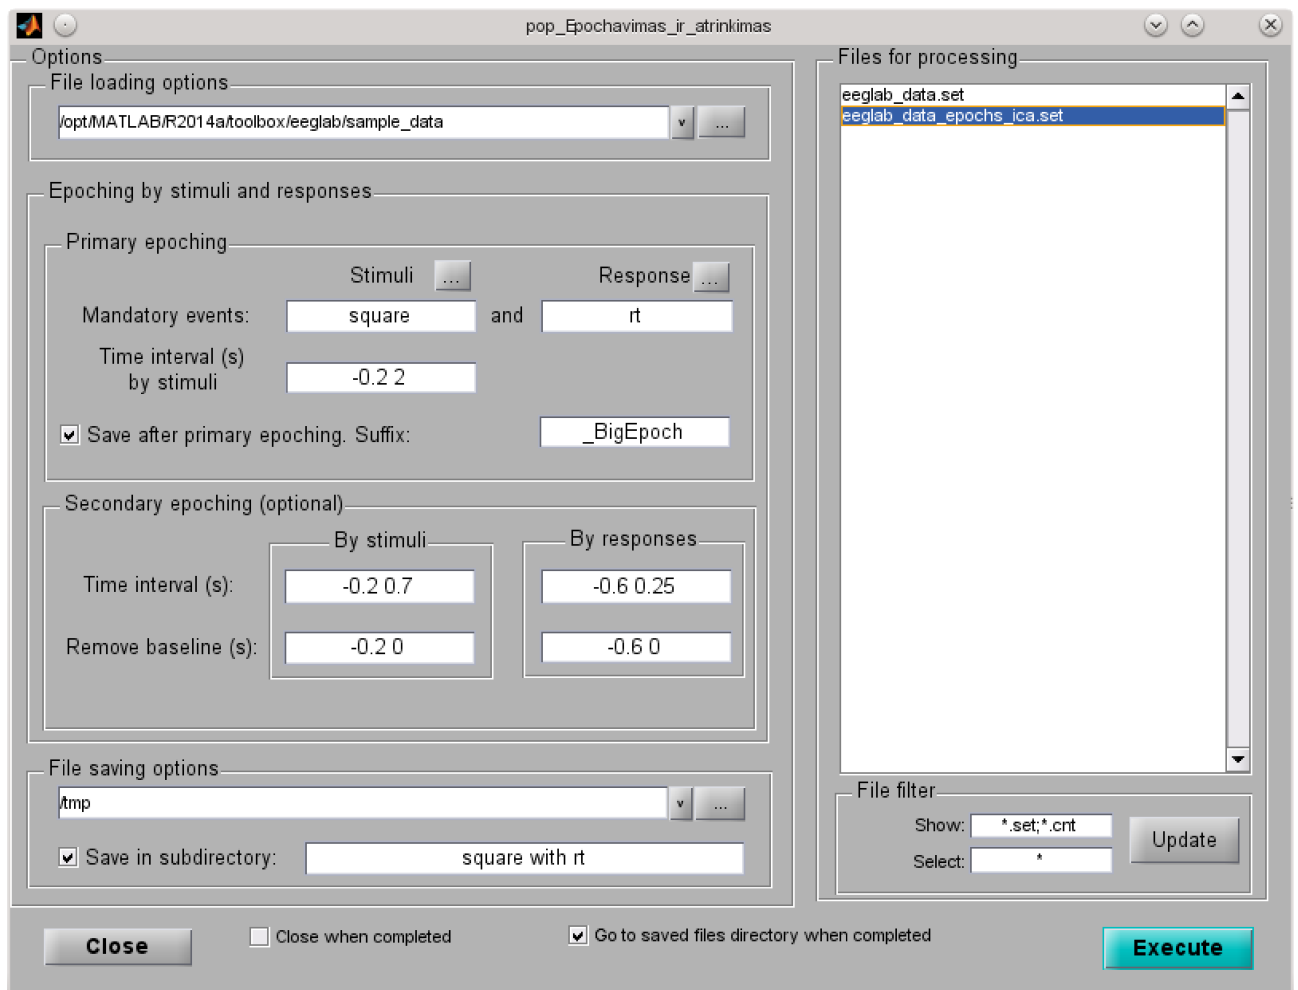 pop_Epochavimas_ir_atrinkimas
Options
File loading options
/opt/MATLAB/R2014a/toolbox/eeglab/sample_data v ...
Epoching by stimuli and responses
Primary epoching
Stimuli ... Response ...
Mandatory events: square and rt
Time interval (s)
by stimuli -0.2 2
Save after primary epoching. Suffix: _BigEpoch
Secondary epoching (optional)
By stimuli By responses
Time interval (s): -0.2 0.7 -0.6 0.25
Remove baseline (s): -0.2 0 -0.6 0
File saving options
/tmp v ...
Save in subdirectory: square with rt
Files for processing
eeglab_data.set
eeglab_data_epochs_ica.set
File filter
Show: *.set;*.cnt
Select: *
Update
Close Close when completed Go to saved files directory when completed Execute